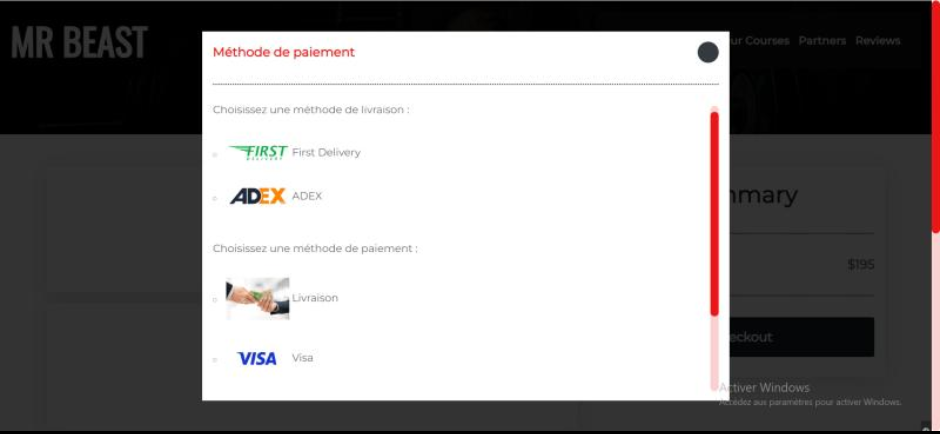 MR BEAST
ur Courses Partners Reviews
Méthode de paiement
Choisissez une méthode de livraison :
FIRST
DELIVERY
First Delivery
ADEX
ADEX
Choisissez une méthode de paiement :
Livraison
VISA
Visa
mmary
$195
eckout
Activer Windows
Accédez aux paramètres pour activer Windows.